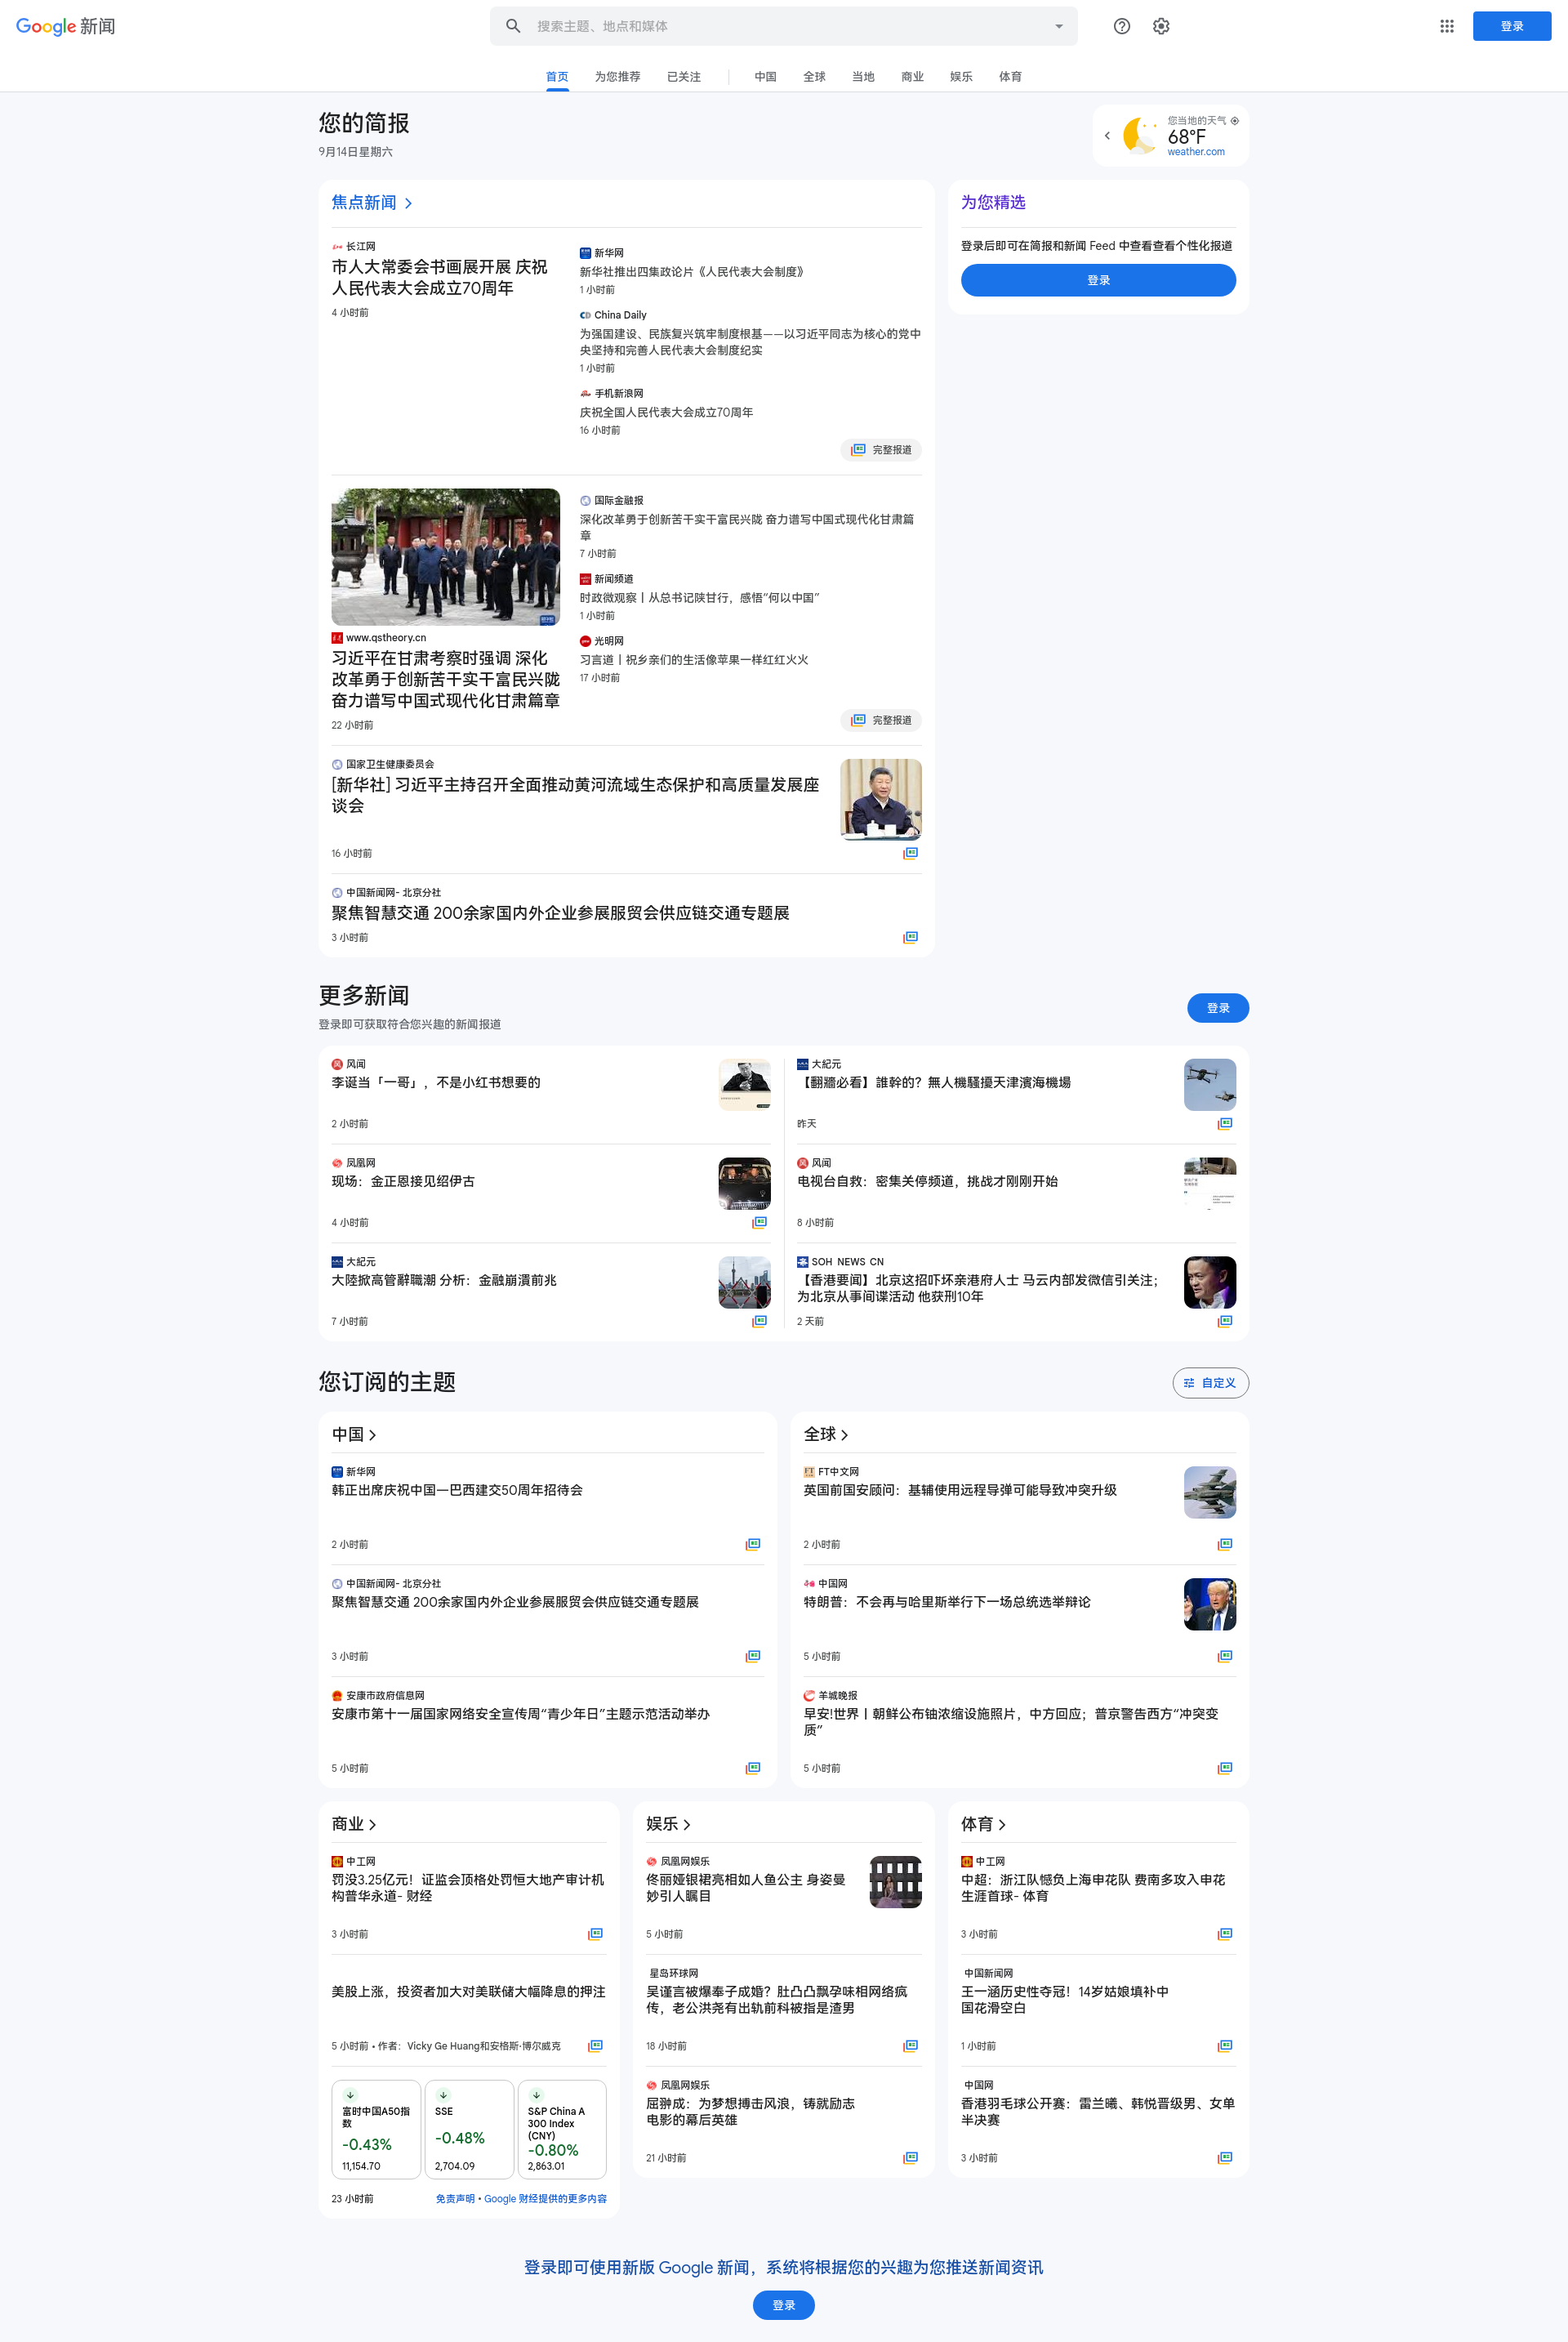 Google 新闻
搜索主题、地点和媒体
登录
首页
为您推荐
已关注
中国
全球
当地
商业
娱乐
体育
您的简报
9月14日星期六
您当地的天气
68°F
weather.com
焦点新闻
长江网
市人大常委会书画展开展 庆祝
人民代表大会成立70周年
4 小时前
新华网
新华社推出四集政论片《人民代表大会制度》
1 小时前
China Daily
为强国建设、民族复兴筑牢制度根基——以习近平同志为核心的党中
央坚持和完善人民代表大会制度纪实
1 小时前
手机新浪网
庆祝全国人民代表大会成立70周年
16 小时前
完整报道
www.qstheory.cn
习近平在甘肃考察时强调 深化
改革勇于创新苦干实干富民兴陇
奋力谱写中国式现代化甘肃篇章
22 小时前
国际金融报
深化改革勇于创新苦干实干富民兴陇 奋力谱写中国式现代化甘肃篇
章
7 小时前
新闻频道
时政微观察丨从总书记陕甘行，感悟“何以中国”
1 小时前
光明网
习言道丨祝乡亲们的生活像苹果一样红红火火
17 小时前
完整报道
国家卫生健康委员会
[新华社] 习近平主持召开全面推动黄河流域生态保护和高质量发展座
谈会
16 小时前
中国新闻网- 北京分社
聚焦智慧交通 200余家国内外企业参展服贸会供应链交通专题展
3 小时前
为您精选
登录后即可在简报和新闻 Feed 中查看查看个性化报道
登录
更多新闻
登录即可获取符合您兴趣的新闻报道
登录
风闻
李诞当「一哥」，不是小红书想要的
2 小时前
凤凰网
现场：金正恩接见绍伊古
4 小时前
大紀元
大陸掀高管辭職潮 分析：金融崩潰前兆
7 小时前
大紀元
【翻牆必看】誰幹的？無人機騷擾天津濱海機場
昨天
风闻
电视台自救：密集关停频道，挑战才刚刚开始
8 小时前
SOH NEWS CN
【香港要闻】北京这招吓坏亲港府人士 马云内部发微信引关注；
为北京从事间谍活动 他获刑10年
2 天前
您订阅的主题
自定义
中国
新华网
韩正出席庆祝中国—巴西建交50周年招待会
2 小时前
中国新闻网- 北京分社
聚焦智慧交通 200余家国内外企业参展服贸会供应链交通专题展
3 小时前
安康市政府信息网
安康市第十一届国家网络安全宣传周“青少年日”主题示范活动举办
5 小时前
全球
FT中文网
英国前国安顾问：基辅使用远程导弹可能导致冲突升级
2 小时前
中国网
特朗普：不会再与哈里斯举行下一场总统选举辩论
5 小时前
羊城晚报
早安!世界丨朝鲜公布铀浓缩设施照片，中方回应；普京警告西方“冲突变
质”
5 小时前
商业
中工网
罚没3.25亿元！证监会顶格处罚恒大地产审计机
构普华永道- 财经
3 小时前
美股上涨，投资者加大对美联储大幅降息的押注
5 小时前 • 作者：Vicky Ge Huang和安格斯·博尔威克
富时中国A50指
数
-0.43%
11,154.70
SSE
-0.48%
2,704.09
S&P China A
300 Index
(CNY)
-0.80%
2,863.01
23 小时前
免责声明 • Google 财经提供的更多内容
娱乐
凤凰网娱乐
佟丽娅银裙亮相如人鱼公主 身姿曼
妙引人瞩目
5 小时前
星岛环球网
吴谨言被爆奉子成婚？肚凸凸飘孕味相网络疯
传，老公洪尧有出轨前科被指是渣男
18 小时前
凤凰网娱乐
屈翀成：为梦想搏击风浪，铸就励志
电影的幕后英雄
21 小时前
体育
中工网
中超：浙江队憾负上海申花队 费南多攻入申花
生涯首球- 体育
3 小时前
中国新闻网
王一涵历史性夺冠！14岁姑娘填补中
国花滑空白
1 小时前
中国网
香港羽毛球公开赛：雷兰曦、韩悦晋级男、女单
半决赛
3 小时前
登录即可使用新版 Google 新闻，系统将根据您的兴趣为您推送新闻资讯
登录